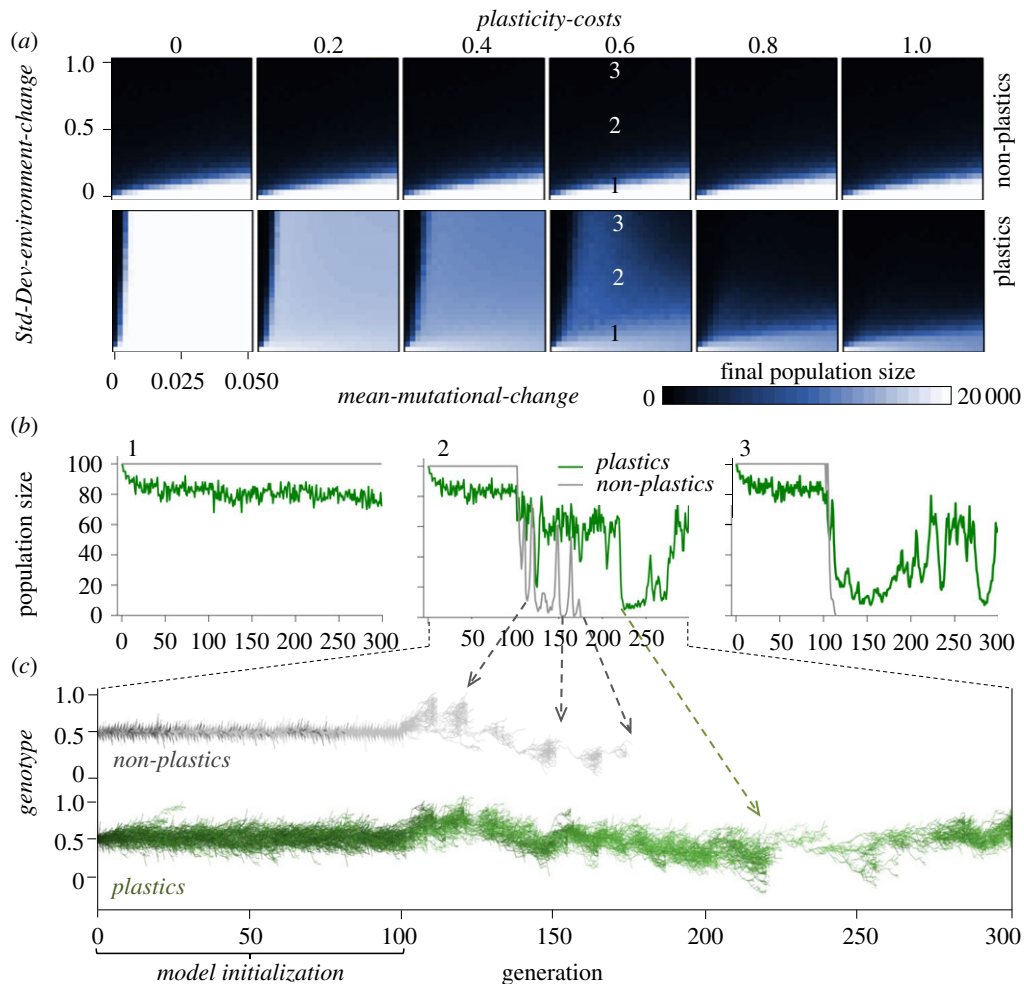 plasticity-costs
(a)
0 0.2 0.4 0.6 0.8 1.0
Std-Dev-environment-change
1.0
0.5
0
3
2
1
non-plastics
3
2
1
plastics
0 0.025 0.050
mean-mutational-change
final population size
0 20 000
(b)
population size
100
80
60
40
20
0
1
0 50 100 150 200 250 300
2
plastics
non-plastics
50 100 150 200 250
3
0 50 100 150 200 250 300
(c)
genotype
1.0
0.5
0
non-plastics
1.0
0.5
0
plastics
0 50 100 150 200 250 300
model initialization
generation